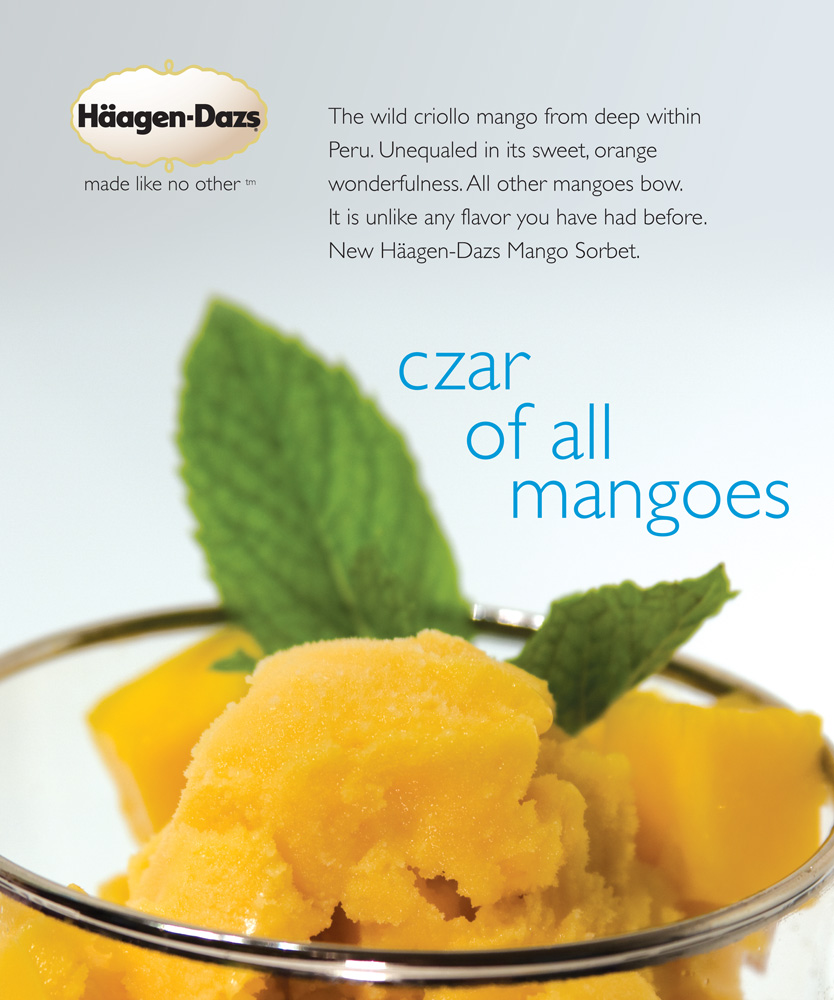 Häagen-Dazs
made like no other ™
The wild criollo mango from deep within
Peru. Unequaled in its sweet, orange
wonderfulness. All other mangoes bow.
It is unlike any flavor you have had before.
New Häagen-Dazs Mango Sorbet.
czar
of all
mangoes